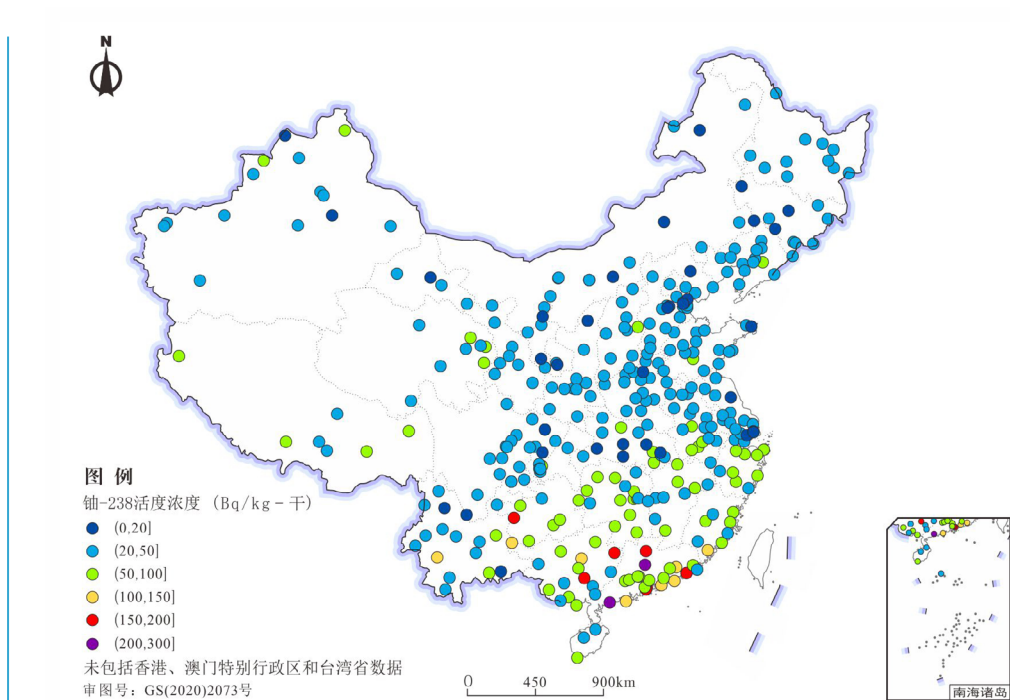 N
图 例
铀-238活度浓度 (Bq/kg-干)
(0,20]
(20,50]
(50,100]
(100,150]
(150,200]
(200,300]
未包括香港、澳门特别行政区和台湾省数据
审图号：GS(2020)2073号
0 450 900km
南海诸岛